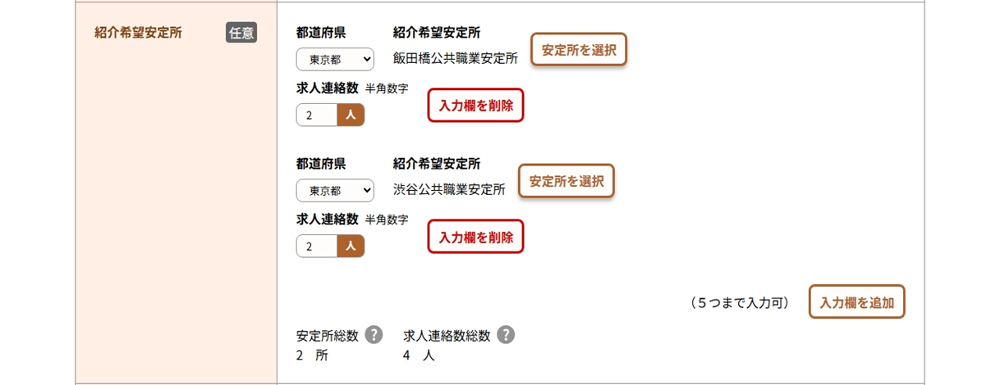 紹介希望安定所 任意
都道府県 紹介希望安定所
東京都 飯田橋公共職業安定所 安定所を選択
求人連絡数 半角数字
2 人 入力欄を削除
都道府県 紹介希望安定所
東京都 渋谷公共職業安定所 安定所を選択
求人連絡数 半角数字
2 人 入力欄を削除
（５つまで入力可） 入力欄を追加
安定所総数 ? 求人連絡数総数 ?
2 所 4 人